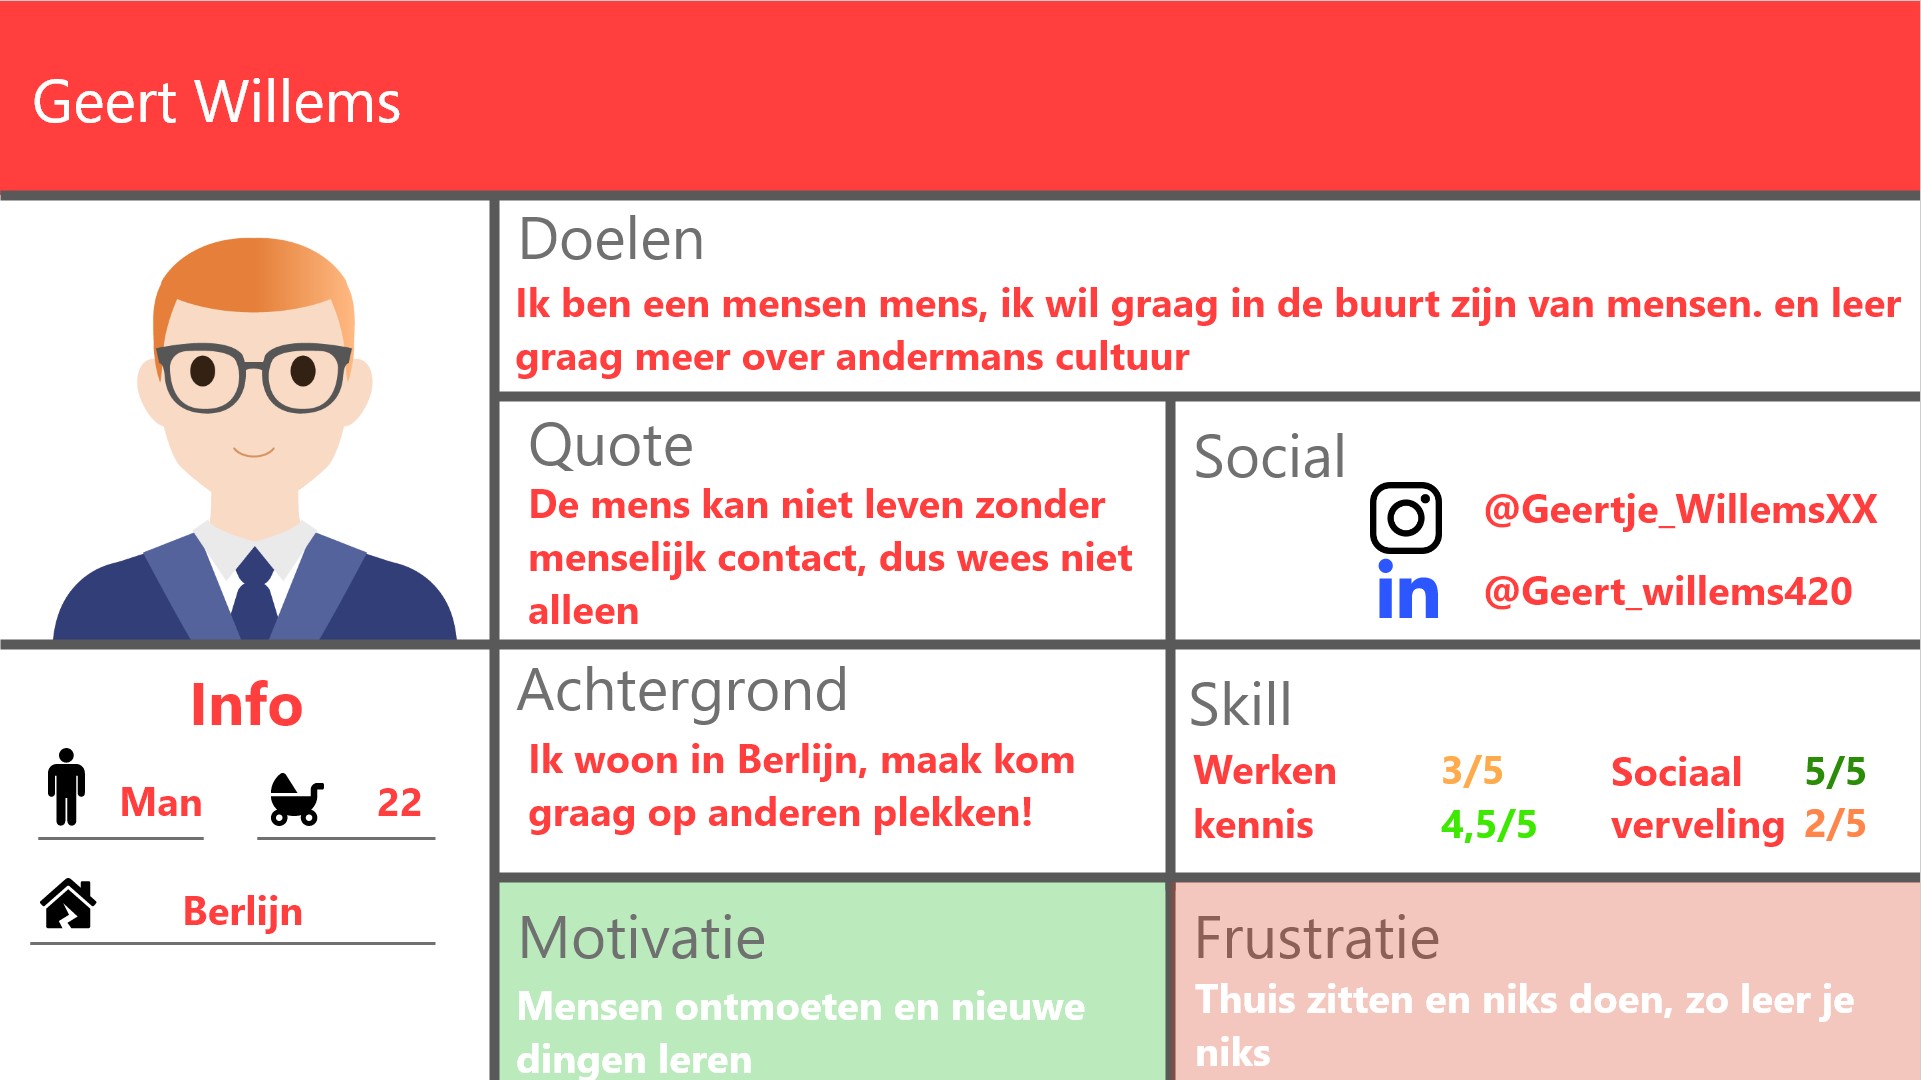 Geert Willems
Doelen
Ik ben een mensen mens, ik wil graag in de buurt zijn van mensen. en leer
graag meer over andermans cultuur
Quote
De mens kan niet leven zonder
menselijk contact, dus wees niet
alleen
Social
@Geertje_WillemsXX
in @Geert_willems420
Info
Man 22
Berlijn
Achtergrond
Ik woon in Berlijn, maak kom
graag op anderen plekken!
Skill
Werken 3/5 Sociaal 5/5
kennis 4,5/5 verveling 2/5
Motivatie
Mensen ontmoeten en nieuwe
dingen leren
Frustratie
Thuis zitten en niks doen, zo leer je
niks